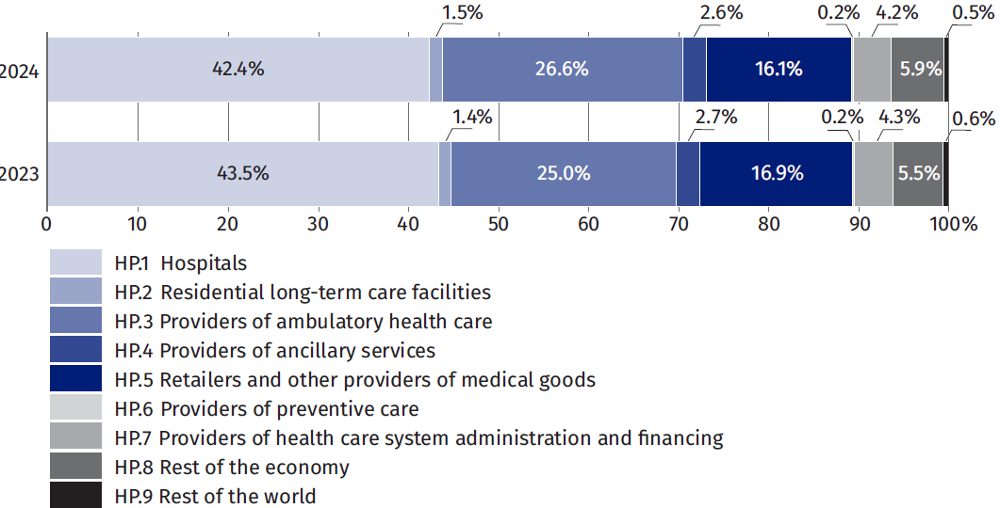 1.5% 2.6% 0.2% 4.2% 0.5%
2024 42.4% 26.6% 16.1% 5.9%
1.4% 2.7% 0.2% 4.3% 0.6%
2023 43.5% 25.0% 16.9% 5.5%
0 10 20 30 40 50 60 70 80 90 100%
HP.1 Hospitals
HP.2 Residential long-term care facilities
HP.3 Providers of ambulatory health care
HP.4 Providers of ancillary services
HP.5 Retailers and other providers of medical goods
HP.6 Providers of preventive care
HP.7 Providers of health care system administration and financing
HP.8 Rest of the economy
HP.9 Rest of the world